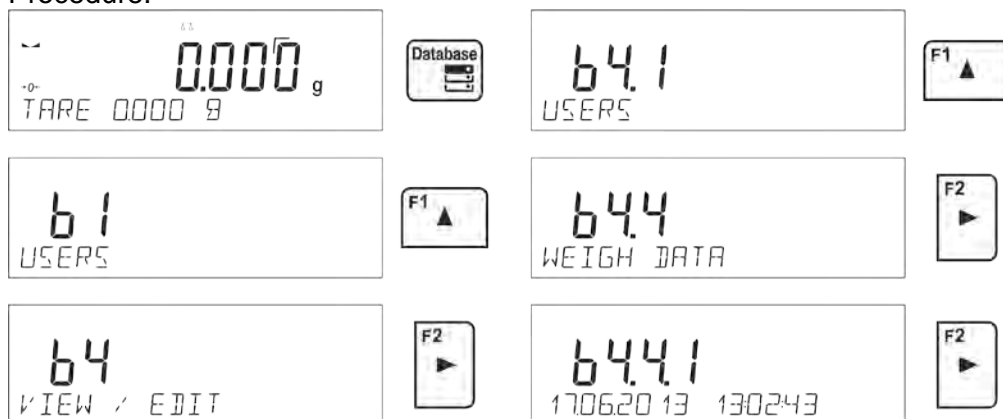 Procedure:
0.000 g
-0-
TARE 0.000 g
Database
b1
USERS
F1
b4
VIEW / EDIT
F2
b4.1
USERS
F1
b4.4
WEIGH DATA
F2
b4.4.1
17.06.2013 13:02:43
F2